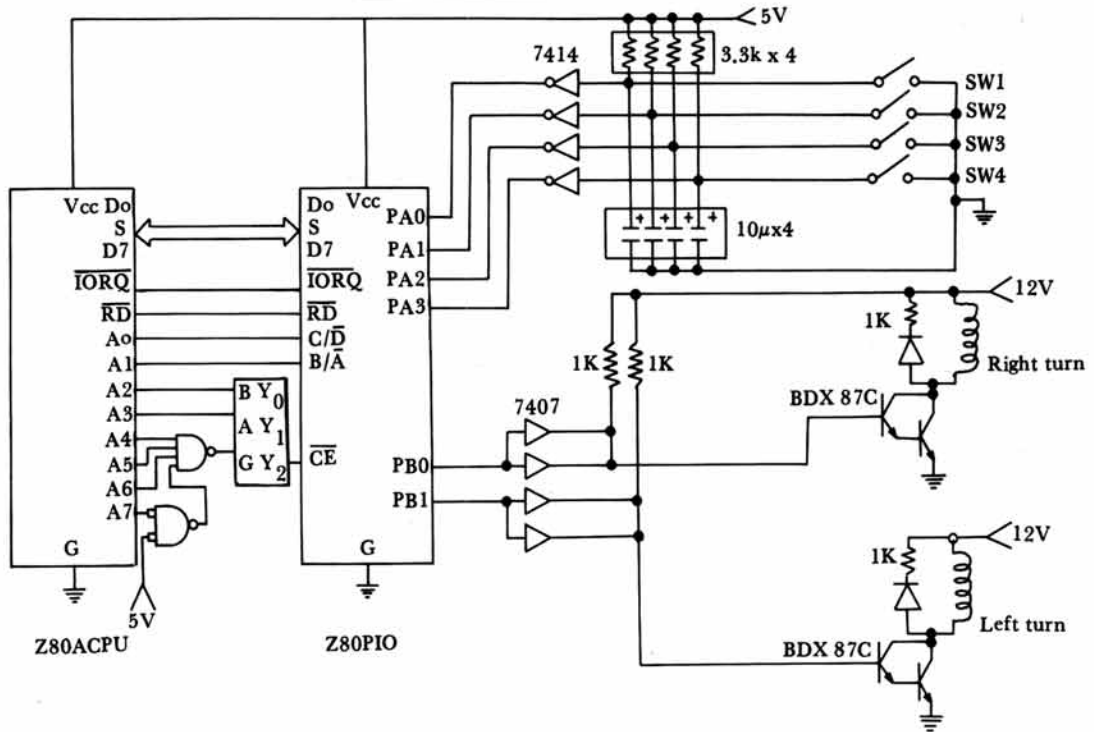 5V
7414
3.3k x 4
SW1
SW2
SW3
SW4
Vcc Do
S
D7
IORQ
RD
Ao
A1
A2
A3
A4
A5
A6
A7
G
Vcc
Do
S
D7
IORQ
RD
C/D
B/A
CE
G
PA0
PA1
PA2
PA3
PB0
PB1
+ + + +
10μx4
B Y0
A Y1
G Y2
5V
Z80ACPU
Z80PIO
1K
1K
7407
12V
1K
Right turn
BDX 87C
12V
1K
Left turn
BDX 87C